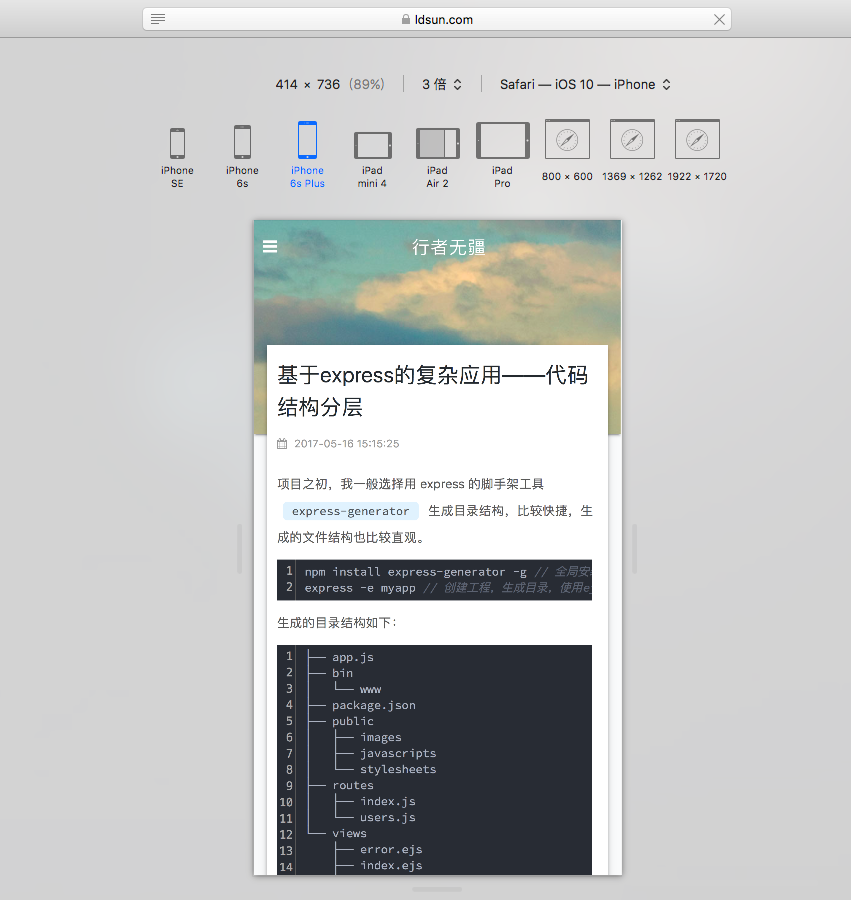 ldsun.com
414 × 736 (89%) 3 倍 Safari — iOS 10 — iPhone
iPhone SE
iPhone 6s
iPhone 6s Plus
iPad mini 4
iPad Air 2
iPad Pro
800 × 600
1369 × 1262
1922 × 1720
行者无疆
基于express的复杂应用——代码
结构分层
2017-05-16 15:15:25
项目之初，我一般选择用 express 的脚手架工具
express-generator 生成目录结构，比较快捷，生
成的文件结构也比较直观。
1 npm install express-generator -g // 全局安
2 express -e myapp // 创建工程，生成目录，使用ej
生成的目录结构如下：
1 ├── app.js
2 ├── bin
3 │   └── www
4 ├── package.json
5 ├── public
6 │   ├── images
7 │   ├── javascripts
8 │   └── stylesheets
9 ├── routes
10 │   ├── index.js
11 │   └── users.js
12 └── views
13     ├── error.ejs
14     ├── index.ejs